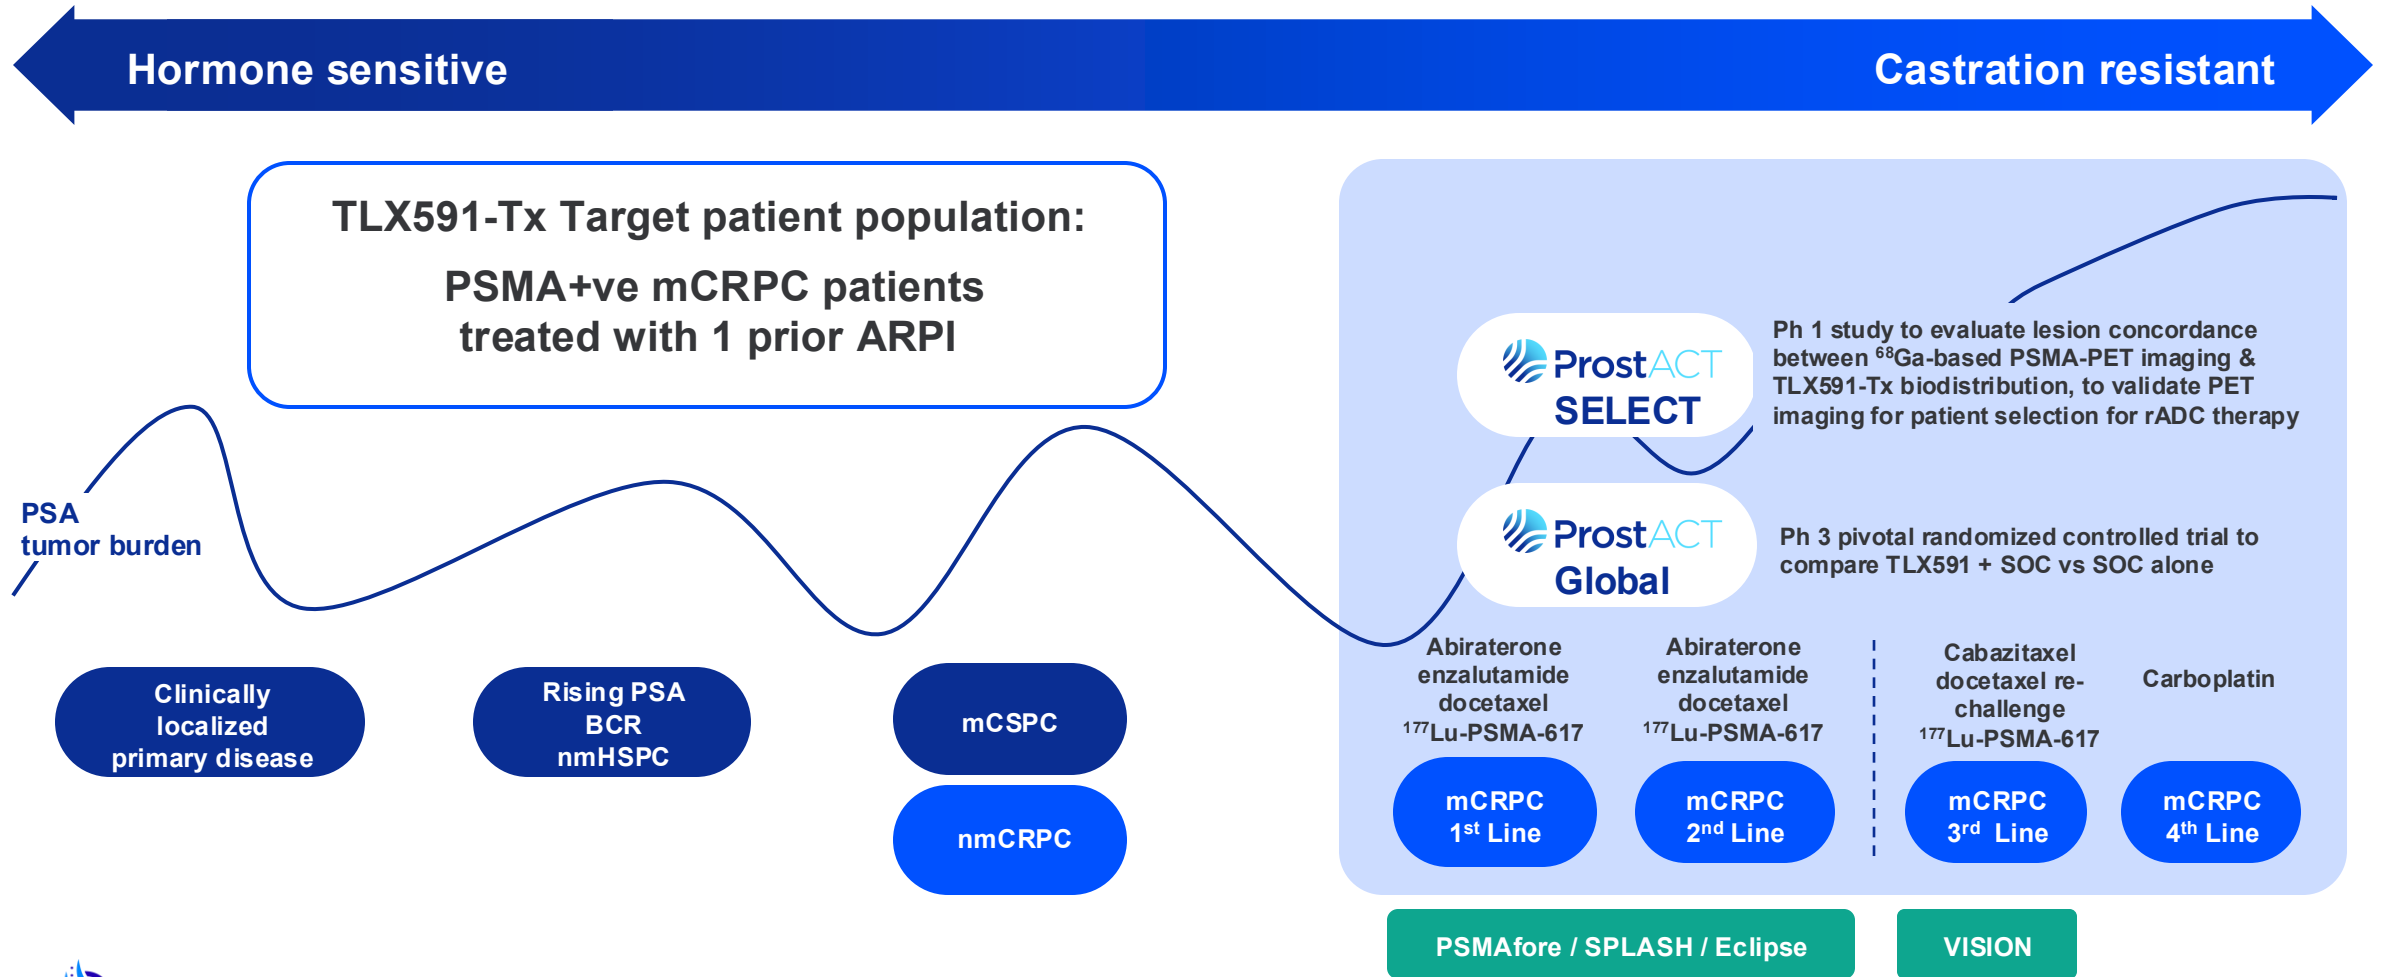 Hormone sensitive
Castration resistant
TLX591-Tx Target patient population:
PSMA+ve mCRPC patients
treated with 1 prior ARPI
PSA
tumor burden
ProstACT
SELECT
Ph 1 study to evaluate lesion concordance
between ⁶⁸Ga-based PSMA-PET imaging &
TLX591-Tx biodistribution, to validate PET
imaging for patient selection for rADC therapy
ProstACT
Global
Ph 3 pivotal randomized controlled trial to
compare TLX591 + SOC vs SOC alone
Clinically
localized
primary disease
Rising PSA
BCR
nmHSPC
mCSPC
nmCRPC
Abiraterone
enzalutamide
docetaxel
¹⁷⁷Lu-PSMA-617
mCRPC
1st Line
Abiraterone
enzalutamide
docetaxel
¹⁷⁷Lu-PSMA-617
mCRPC
2nd Line
Cabazitaxel
docetaxel re-
challenge
¹⁷⁷Lu-PSMA-617
mCRPC
3rd Line
Carboplatin
mCRPC
4th Line
PSMAfore / SPLASH / Eclipse
VISION